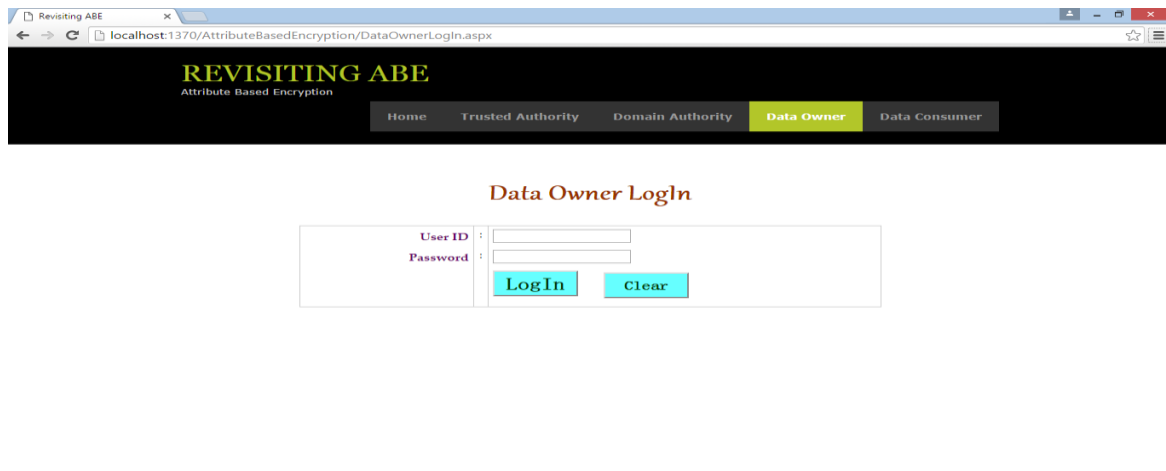 Revisiting ABE
localhost:1370/AttributeBasedEncryption/DataOwnerLogIn.aspx
REVISITING ABE
Attribute Based Encryption
Home Trusted Authority Domain Authority Data Owner Data Consumer
Data Owner LogIn
User ID :
Password :
LogIn Clear